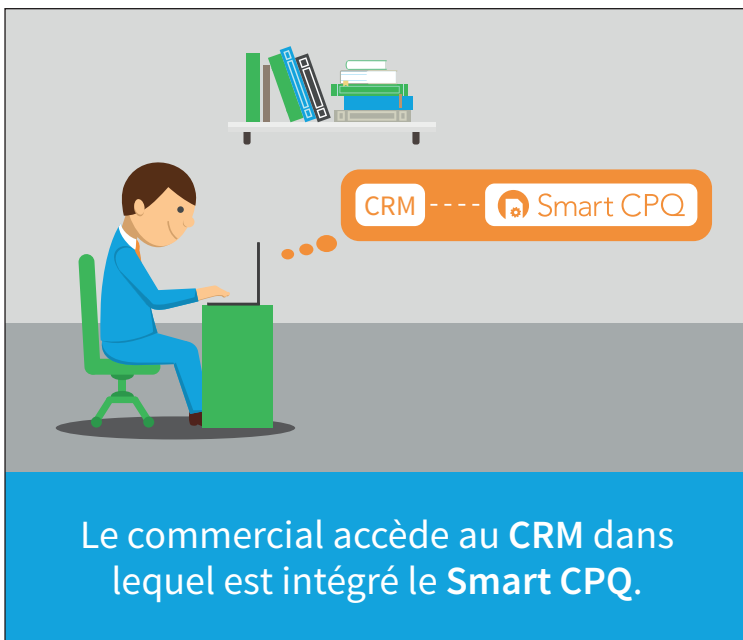 CRM ---- Smart CPQ
Le commercial accède au CRM dans
lequel est intégré le Smart CPQ.